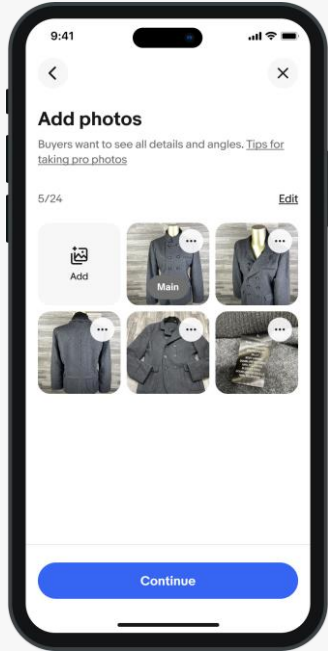 9:41
Add photos
Buyers want to see all details and angles. Tips for
taking pro photos
5/24
Edit
Add
Main
Continue